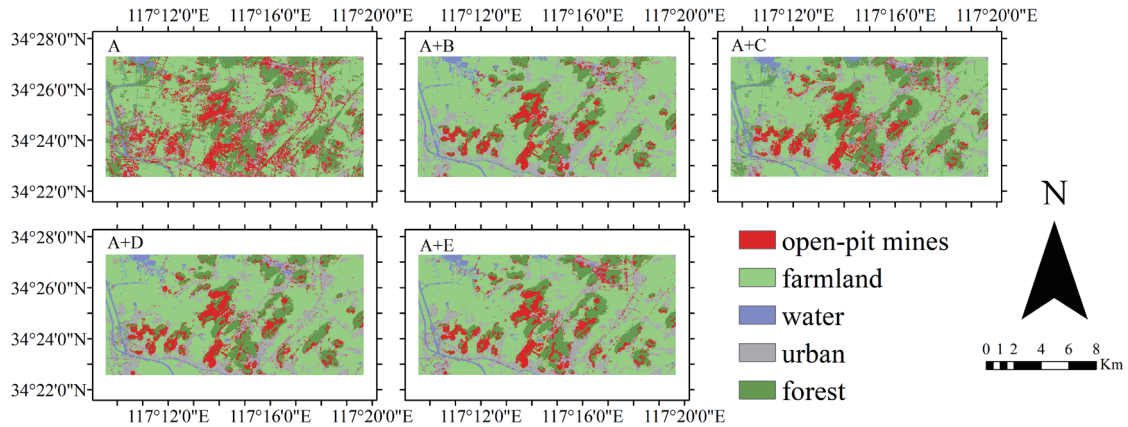 117°12'0"E 117°16'0"E 117°20'0"E 117°12'0"E 117°16'0"E 117°20'0"E 117°12'0"E 117°16'0"E 117°20'0"E
34°28'0"N
34°26'0"N
34°24'0"N
34°22'0"N
A
A+B
A+C
34°28'0"N
34°26'0"N
34°24'0"N
34°22'0"N
A+D
A+E
117°12'0"E 117°16'0"E 117°20'0"E 117°12'0"E 117°16'0"E 117°20'0"E
open-pit mines
farmland
water
urban
forest
N
0 1 2 4 6 8
Km